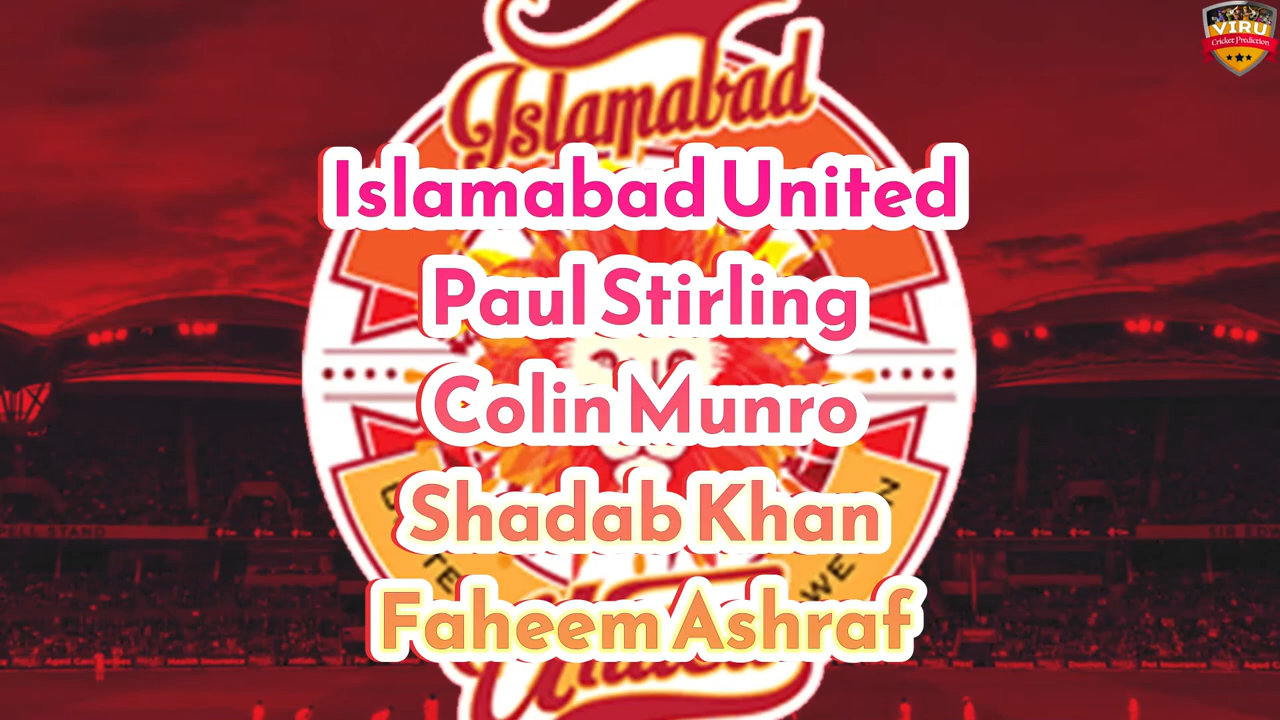 VIRU
Cricket Prediction
Islamabad
Islamabad United
Paul Stirling
Colin Munro
Shadab Khan
Faheem Ashraf